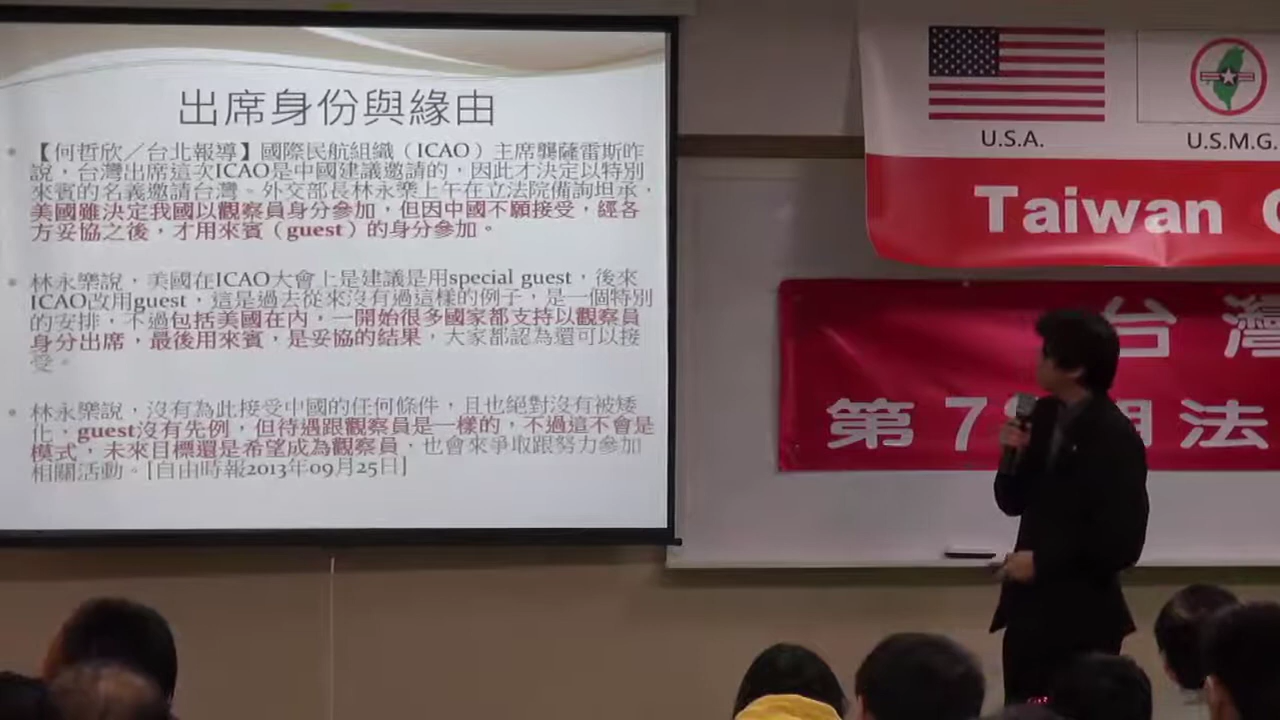 出席身份與緣由
• 【何哲欣／台北報導】國際民航組織（ICAO）主席龔薩雷斯昨
說，台灣出席這次ICAO是中國建議邀請的，因此才決定以特別
來賓的名義邀請台灣。外交部長林永樂上午在立法院備詢坦承，
美國雖決定我國以觀察員身分參加，但因中國不願接受，經各
方妥協之後，才用來賓（guest）的身分參加。
• 林永樂說，美國在ICAO大會上是建議是用special guest，後來
ICAO改用guest，這是過去從來沒有過這樣的例子，是一個特別
的安排，不過包括美國在內，一開始很多國家都支持以觀察員
身分出席，最後用來賓，是妥協的結果，大家都認為還可以接
受。
• 林永樂說，沒有為此接受中國的任何條件，且也絕對沒有被矮
化。guest沒有先例，但待遇跟觀察員是一樣的，不過這不會是
模式，未來目標還是希望成為觀察員，也會來爭取跟努力參加
相關活動。[自由時報2013年09月25日]
U.S.A.
U.S.M.G.
Taiwan
台灣
第7 期法